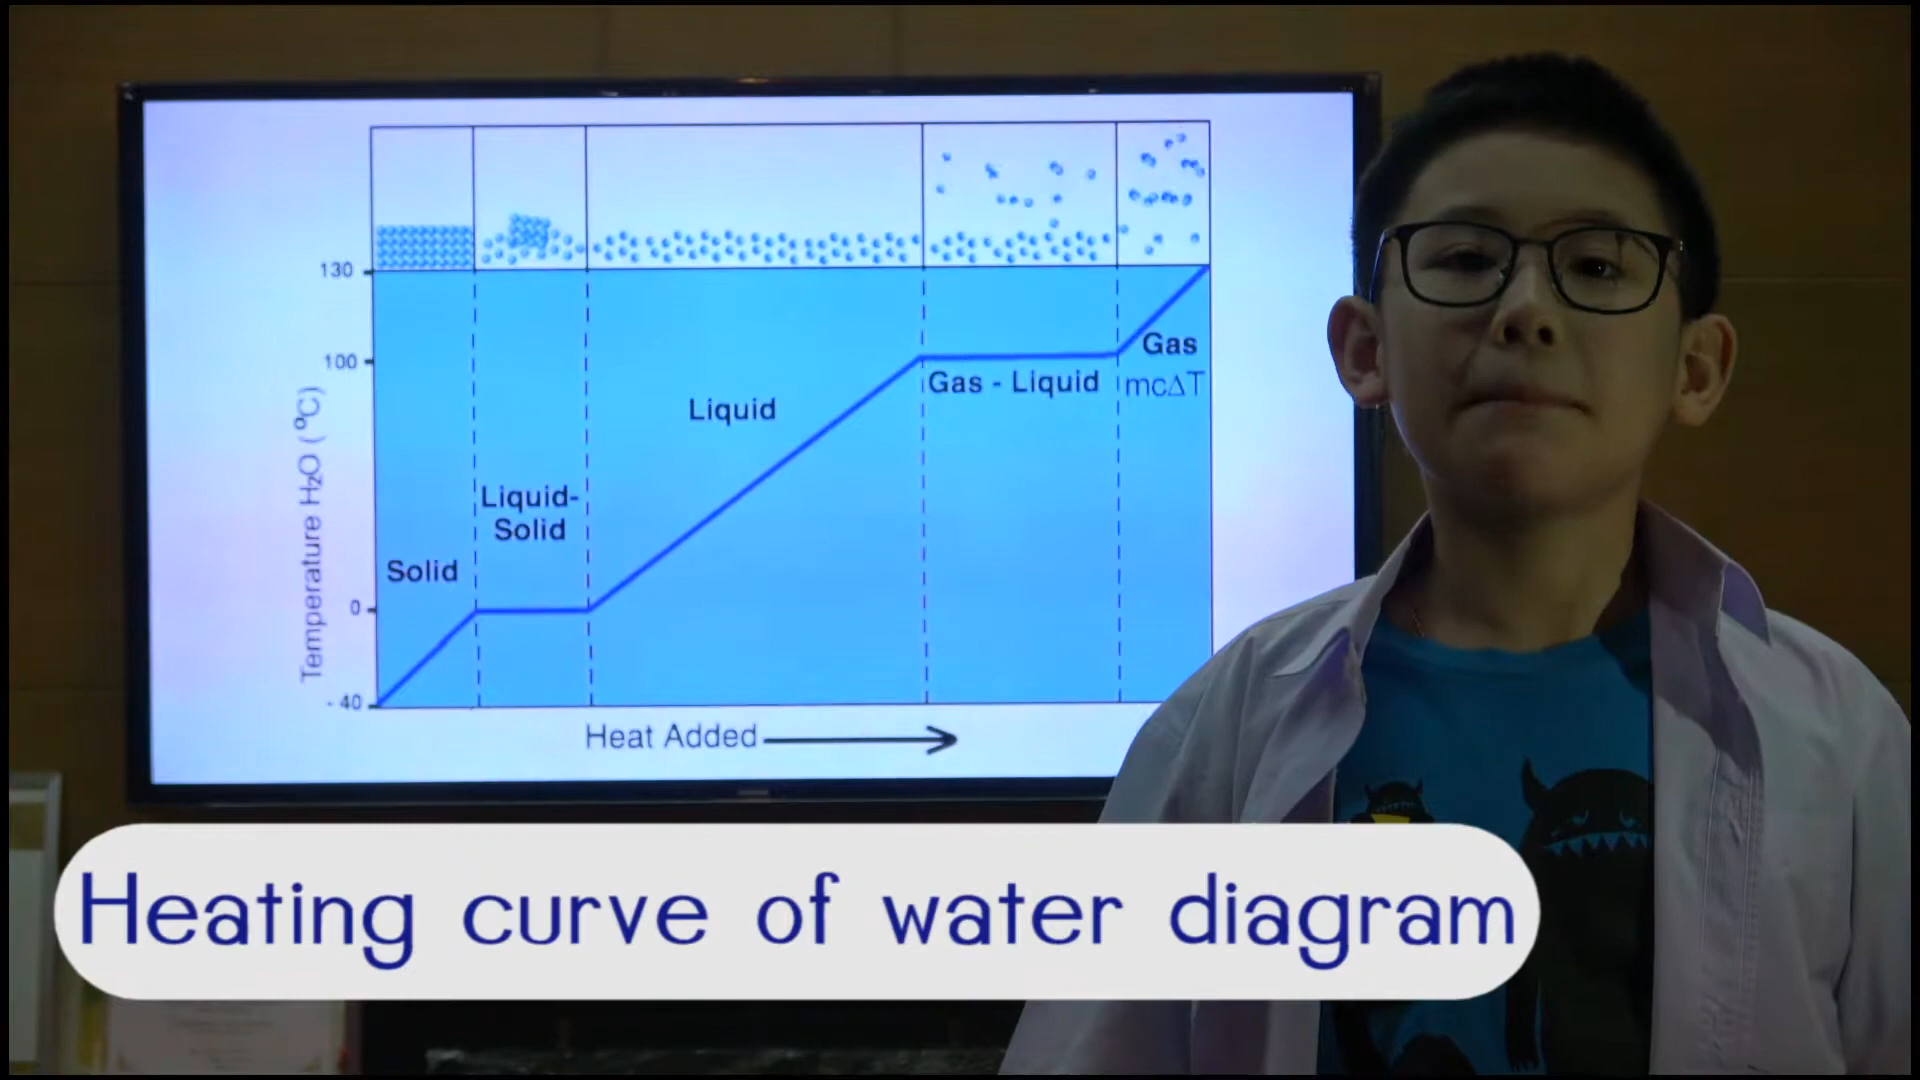 130
100
0
- 40
Temperature H₂O (°C)
Solid
Liquid-
Solid
Liquid
Gas - Liquid
Gas
mcΔT
Heat Added
Heating curve of water diagram